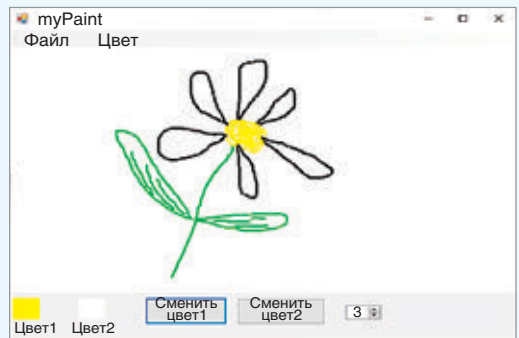 myPaint
Файл Цвет
Сменить цвет1
Сменить цвет2
3
Цвет1 Цвет2